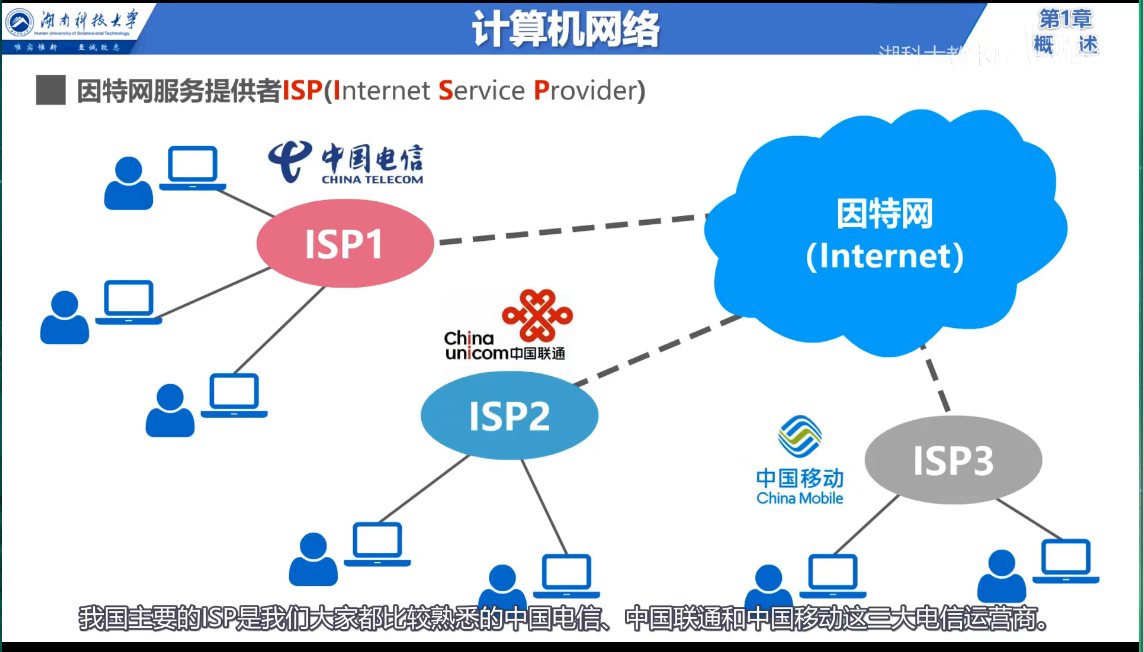 湖南科技大学
Hunan University of Science and Technology
唯实惟新 至诚致志
计算机网络
第1章
概 述
因特网服务提供者ISP(Internet Service Provider)
中国电信
CHINA TELECOM
ISP1
因特网
(Internet)
China
unicom中国联通
ISP2
中国移动
China Mobile
ISP3
我国主要的ISP是我们大家都比较熟悉的中国电信、中国联通和中国移动这三大电信运营商。